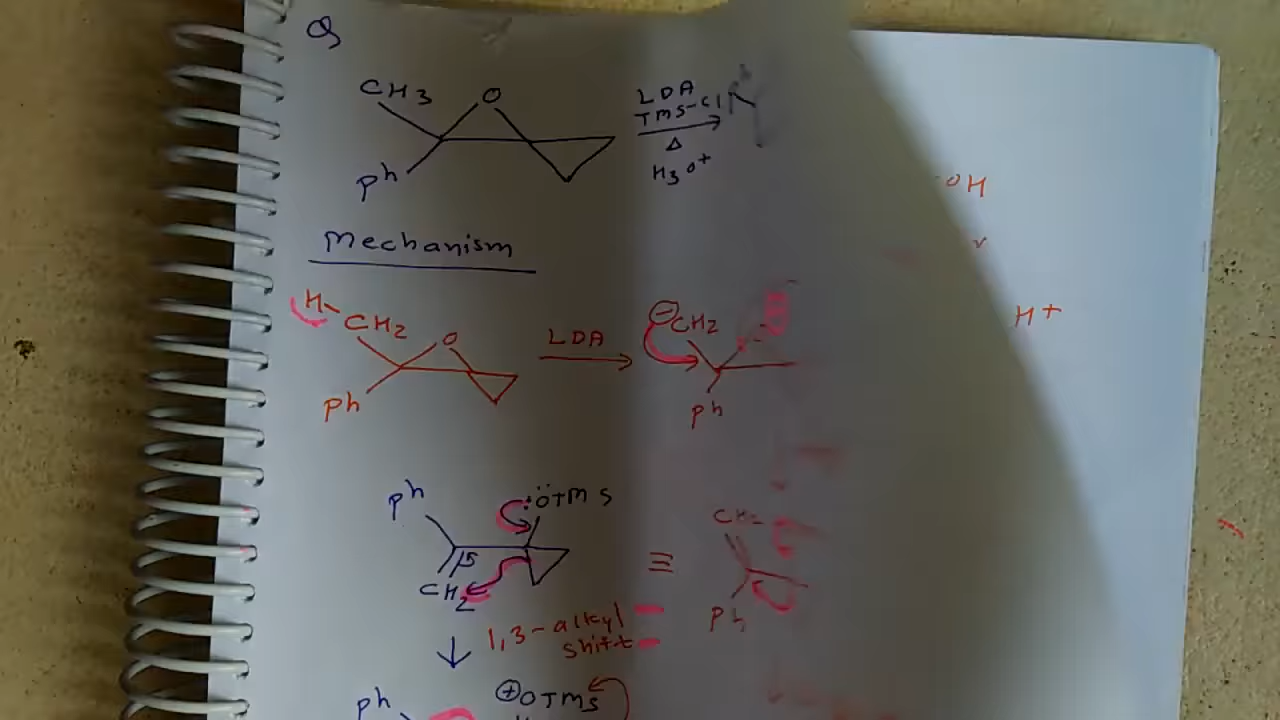 Q
CH3
O
LDA
TMS-Cl
Ph
Δ
H3O+
OH
Mechanism
H-CH2
O
LDA
⊖CH2
H+
Ph
Ph
Ph
:ÖTMS
CH2
≡
Ph
1,3-alkyl
shift
Ph
⊕OTMS